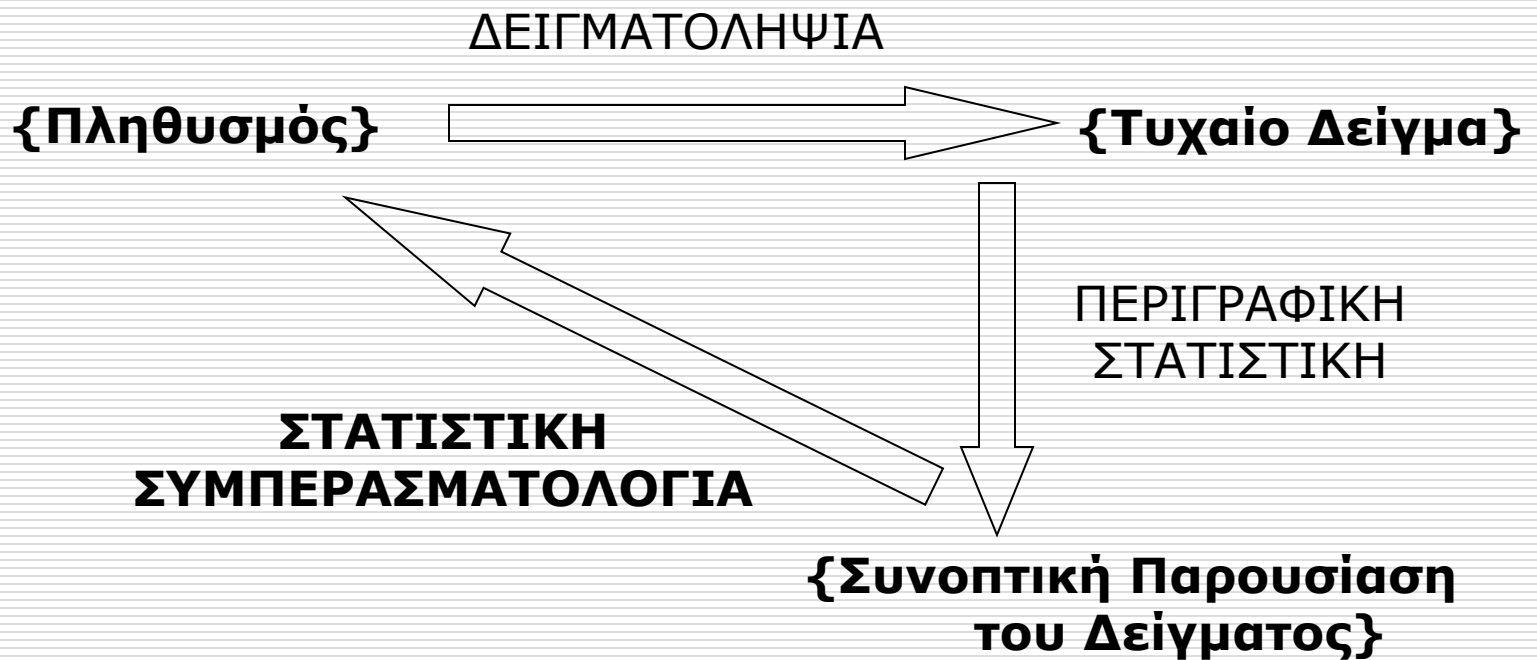 ΔΕΙΓΜΑΤΟΛΗΨΙΑ
{Πληθυσμός}
{Τυχαίο Δείγμα}
ΠΕΡΙΓΡΑΦΙΚΗ
ΣΤΑΤΙΣΤΙΚΗ
ΣΤΑΤΙΣΤΙΚΗ
ΣΥΜΠΕΡΑΣΜΑΤΟΛΟΓΙΑ
{Συνοπτική Παρουσίαση
του Δείγματος}